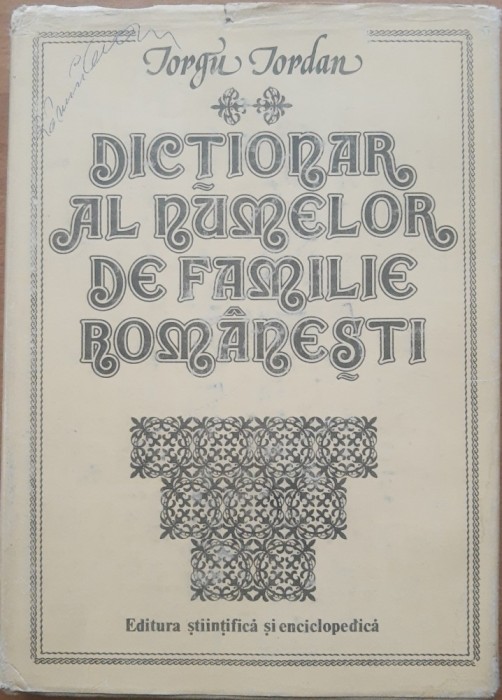 Iorgu Iordan
DICȚIONAR
AL NUMELOR
DE FAMILIE
ROMÂNEȘTI
Editura științifică și enciclopedică